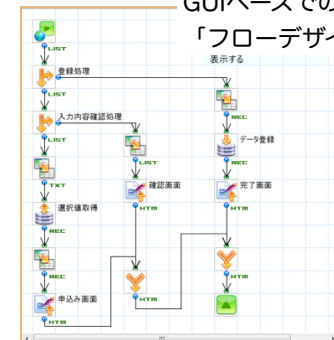 GUIベースでの
「フローデザイ
表示する
LIST
登録処理
LIST
REC
入力内容確認処理
LIST
データ登録
LIST
REC
TXT
確認画面
完了画面
選択値取得
HTM
HTM
REC
REC
HTM
申込み画面
HTM